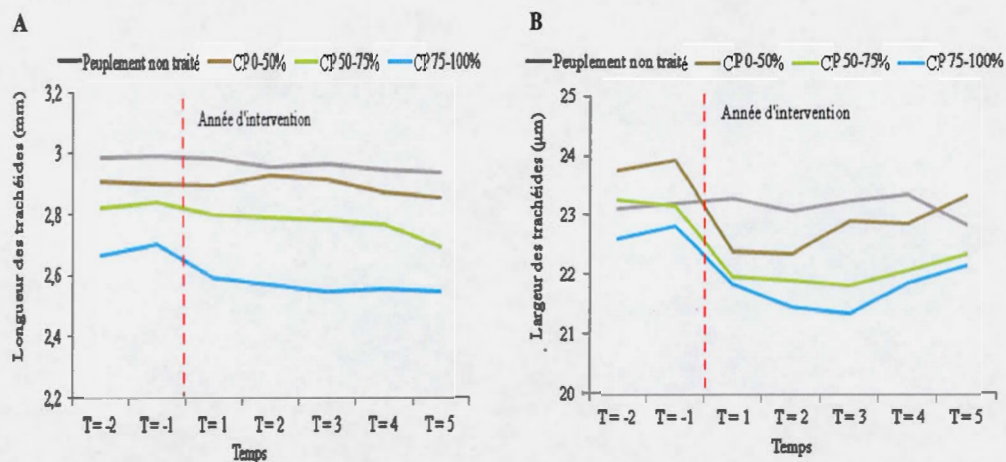 A
Peuplement non traité CP 0-50% CP 50-75% CP 75-100%
3,2
3
2,8
2,6
2,4
2,2
Longueur des trachéides (mm)
Année d'intervention
T = -2 T = -1 T = 1 T = 2 T = 3 T = 4 T = 5
Temps
B
Peuplement non traité CP 0-50% CP 50-75% CP 75-100%
25
24
23
22
21
20
Largeur des trachéides (µm)
Année d'intervention
T = -2 T = -1 T = 1 T = 2 T = 3 T = 4 T = 5
Temps